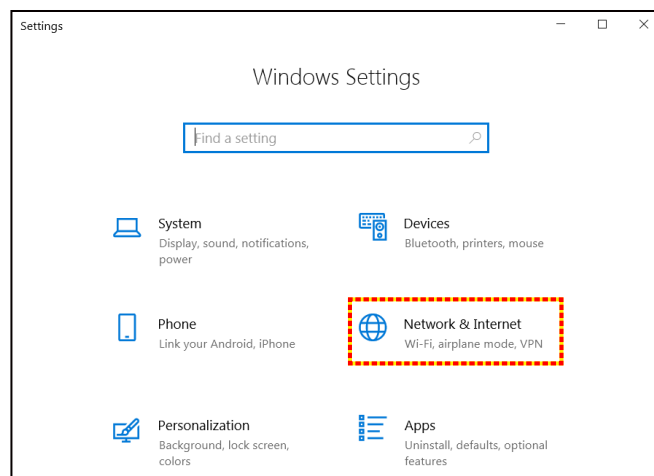 Settings
Windows Settings
Find a setting
System
Display, sound, notifications,
power
Devices
Bluetooth, printers, mouse
Phone
Link your Android, iPhone
Network & Internet
Wi-Fi, airplane mode, VPN
Personalization
Background, lock screen,
colors
Apps
Uninstall, defaults, optional
features